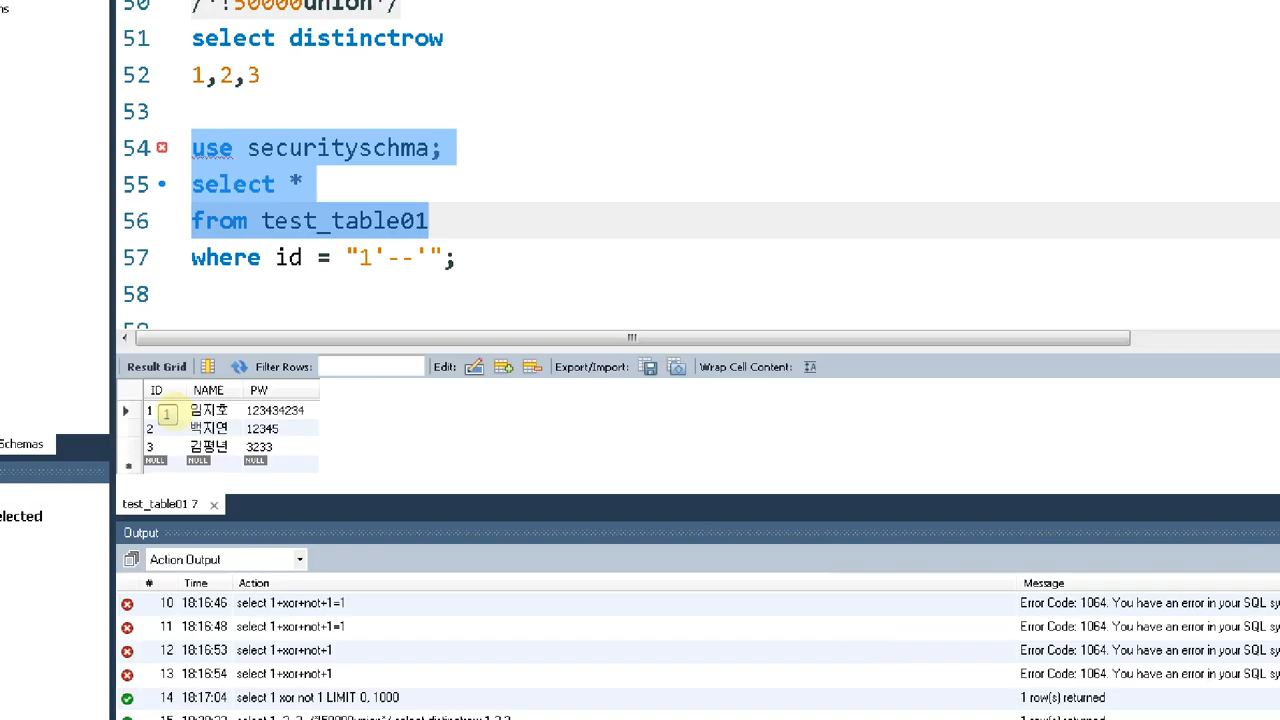 ns
50 /*!50000union*/
51 select distinctrow
52 1,2,3
53
54 use securityschma;
55 select *
56 from test_table01
57 where id = "1'--'";
58
59
Result Grid Filter Rows: Edit: Export/Import: Wrap Cell Content:
ID NAME PW
1 임지호 123434234
1
2 백지연 12345
3 김평년 3233
NULL NULL NULL
Schemas
test_table01 7
elected
Output
Action Output
# Time Action Message
10 18:16:46 select 1+xor+not+1=1 Error Code: 1064. You have an error in your SQL sy
11 18:16:48 select 1+xor+not+1=1 Error Code: 1064. You have an error in your SQL sy
12 18:16:53 select 1+xor+not+1 Error Code: 1064. You have an error in your SQL sy
13 18:16:54 select 1+xor+not+1 Error Code: 1064. You have an error in your SQL sy
14 18:17:04 select 1 xor not 1 LIMIT 0, 1000 1 row(s) returned